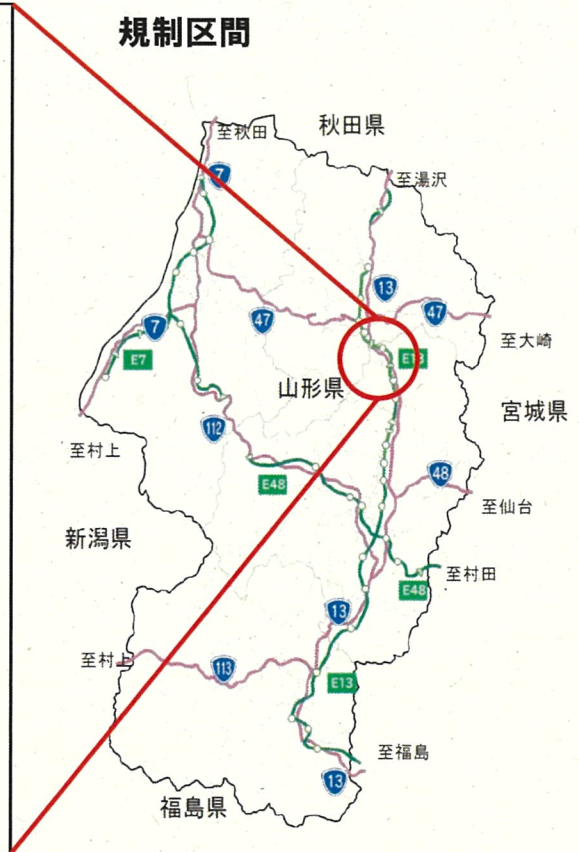 規制区間
秋田県
至秋田
7
至湯沢
13
47
47
7
至大崎
E7
E13
山形県
宮城県
112
至村上
48
E48
至仙台
新潟県
至村田
E48
13
至村上
113
E13
至福島
13
福島県